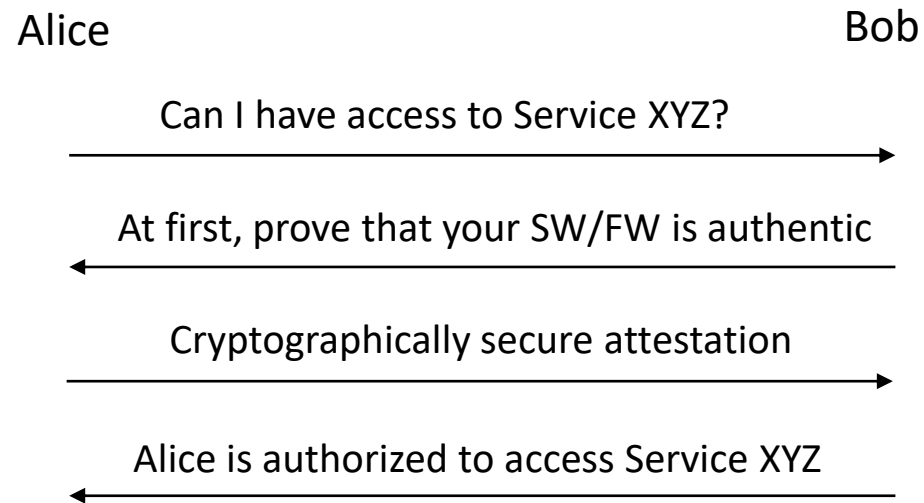 Alice
Bob
Can I have access to Service XYZ?
At first, prove that your SW/FW is authentic
Cryptographically secure attestation
Alice is authorized to access Service XYZ